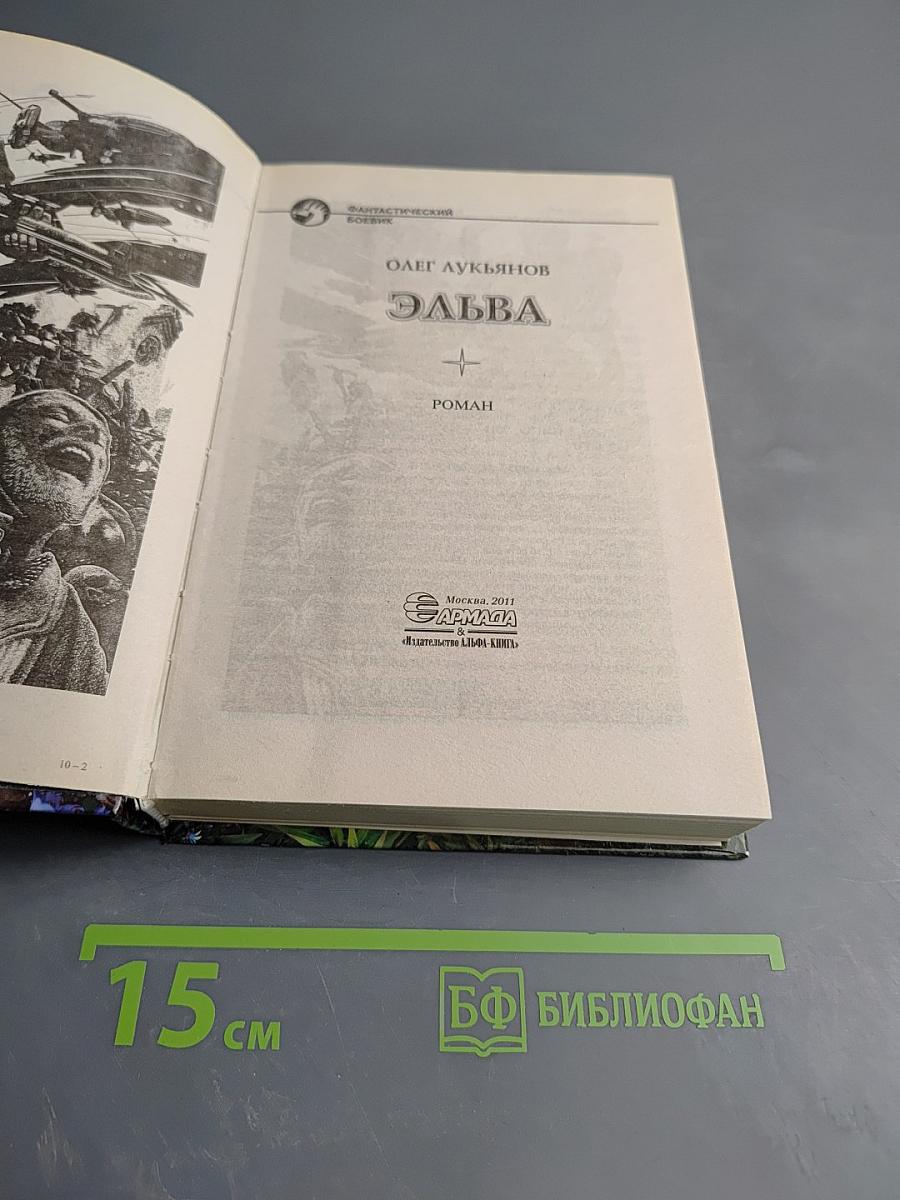 ФАНТАСТИЧЕСКИЙ
БОЕВИК
ОЛЕГ ЛУКЬЯНОВ
ЭЛЬВА
РОМАН
Москва, 2011
АРМАДА
&
«Издательство АЛЬФА-КНИГА»
10–2
15 см
БФ БИБЛИОФАН